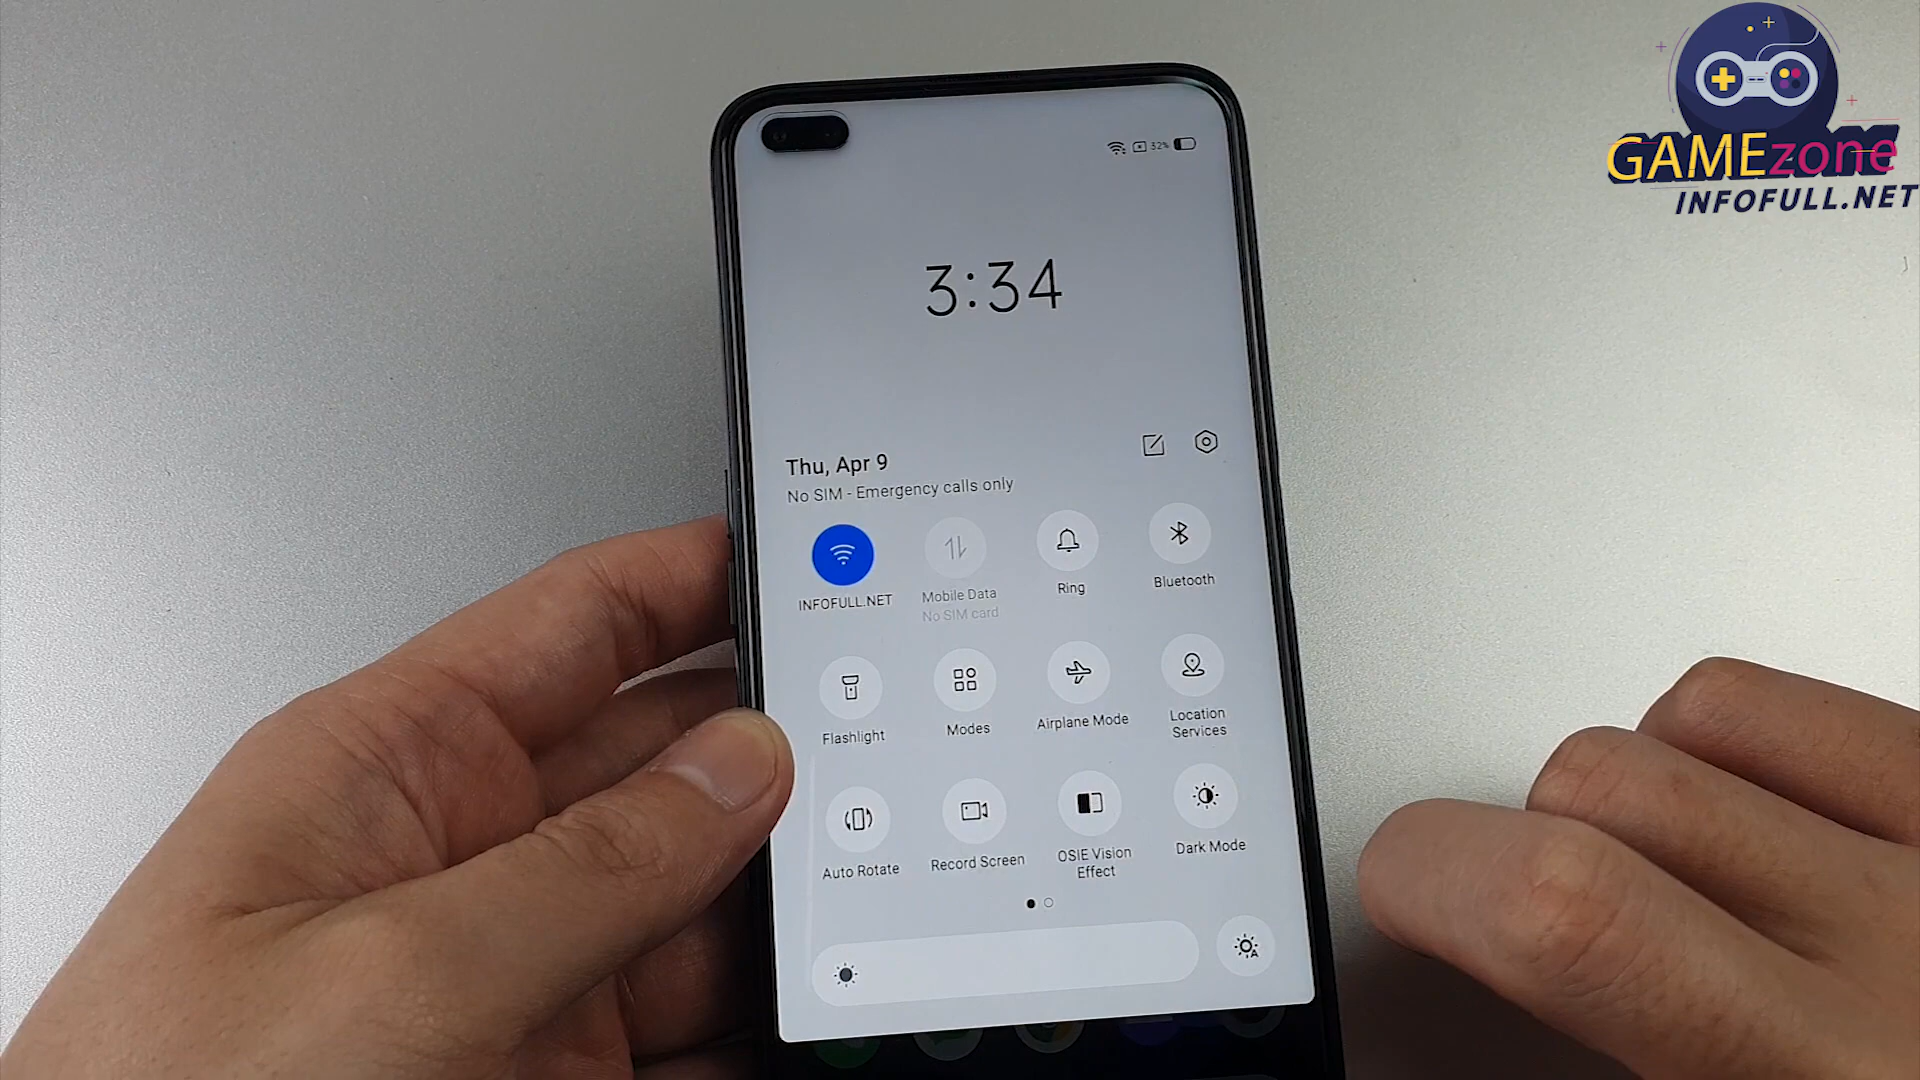 GAMEzone
INFOFULL.NET
32%
3:34
Thu, Apr 9
No SIM - Emergency calls only
INFOFULL.NET
Mobile Data
No SIM card
Ring
Bluetooth
Flashlight
Modes
Airplane Mode
Location
Services
Auto Rotate
Record Screen
OSIE Vision
Effect
Dark Mode
A